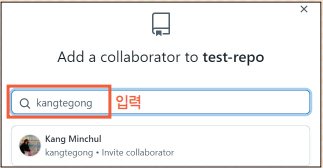 Add a collaborator to test-repo
kangtegong 입력
Kang Minchul
kangtegong • Invite collaborator